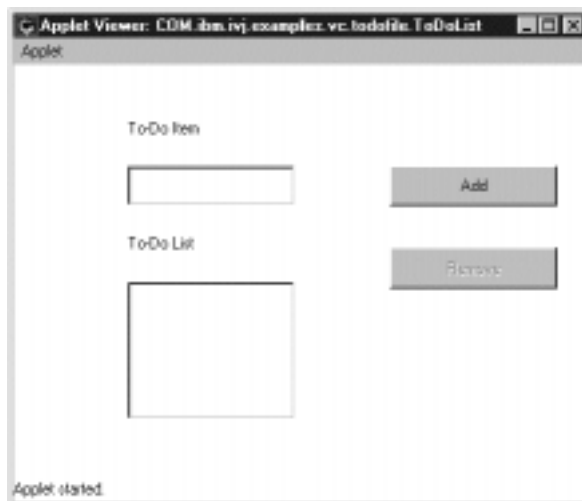 Applet Viewer: COM.ibm.ivj.examples.vc.todofile.ToDoList
Applet
To-Do Item
Add
To-Do List
Remove
Applet started.